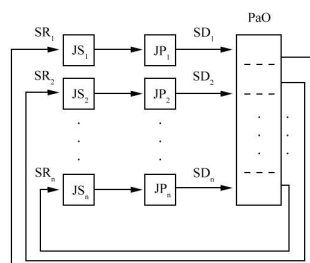 PaO
SR₁ JS₁ JP₁ SD₁
SR₂ JS₂ JP₂ SD₂
SRₙ JSₙ JPₙ SDₙ